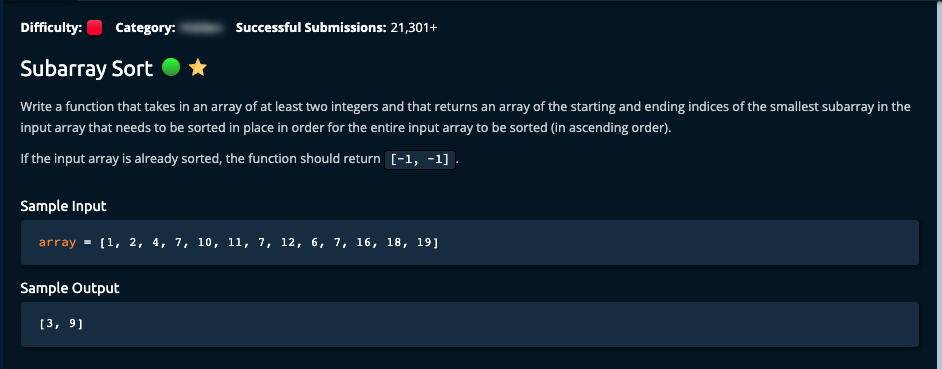 Difficulty: Category: Successful Submissions: 21,301+
Subarray Sort
Write a function that takes in an array of at least two integers and that returns an array of the starting and ending indices of the smallest subarray in the
input array that needs to be sorted in place in order for the entire input array to be sorted (in ascending order).
If the input array is already sorted, the function should return [-1, -1].
Sample Input
array = [1, 2, 4, 7, 10, 11, 7, 12, 6, 7, 16, 18, 19]
Sample Output
[3, 9]